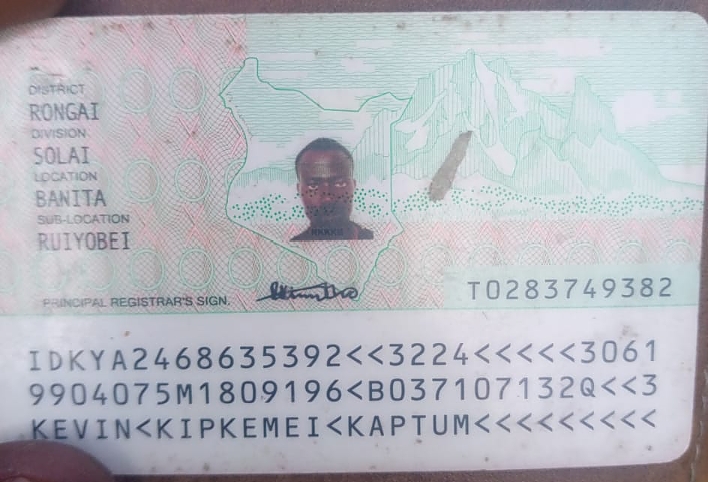 DISTRICT
RONGAI
DIVISION
SOLAI
LOCATION
BANITA
SUB-LOCATION
RUIYOBEI
PRINCIPAL REGISTRAR'S SIGN.
T0283749382
IDKYA2468635392<<3224<<<<<3061
9904075M1809196<B037107132Q<<3
KEVIN<KIPKEMEI<KAPTUM<<<<<<<<<